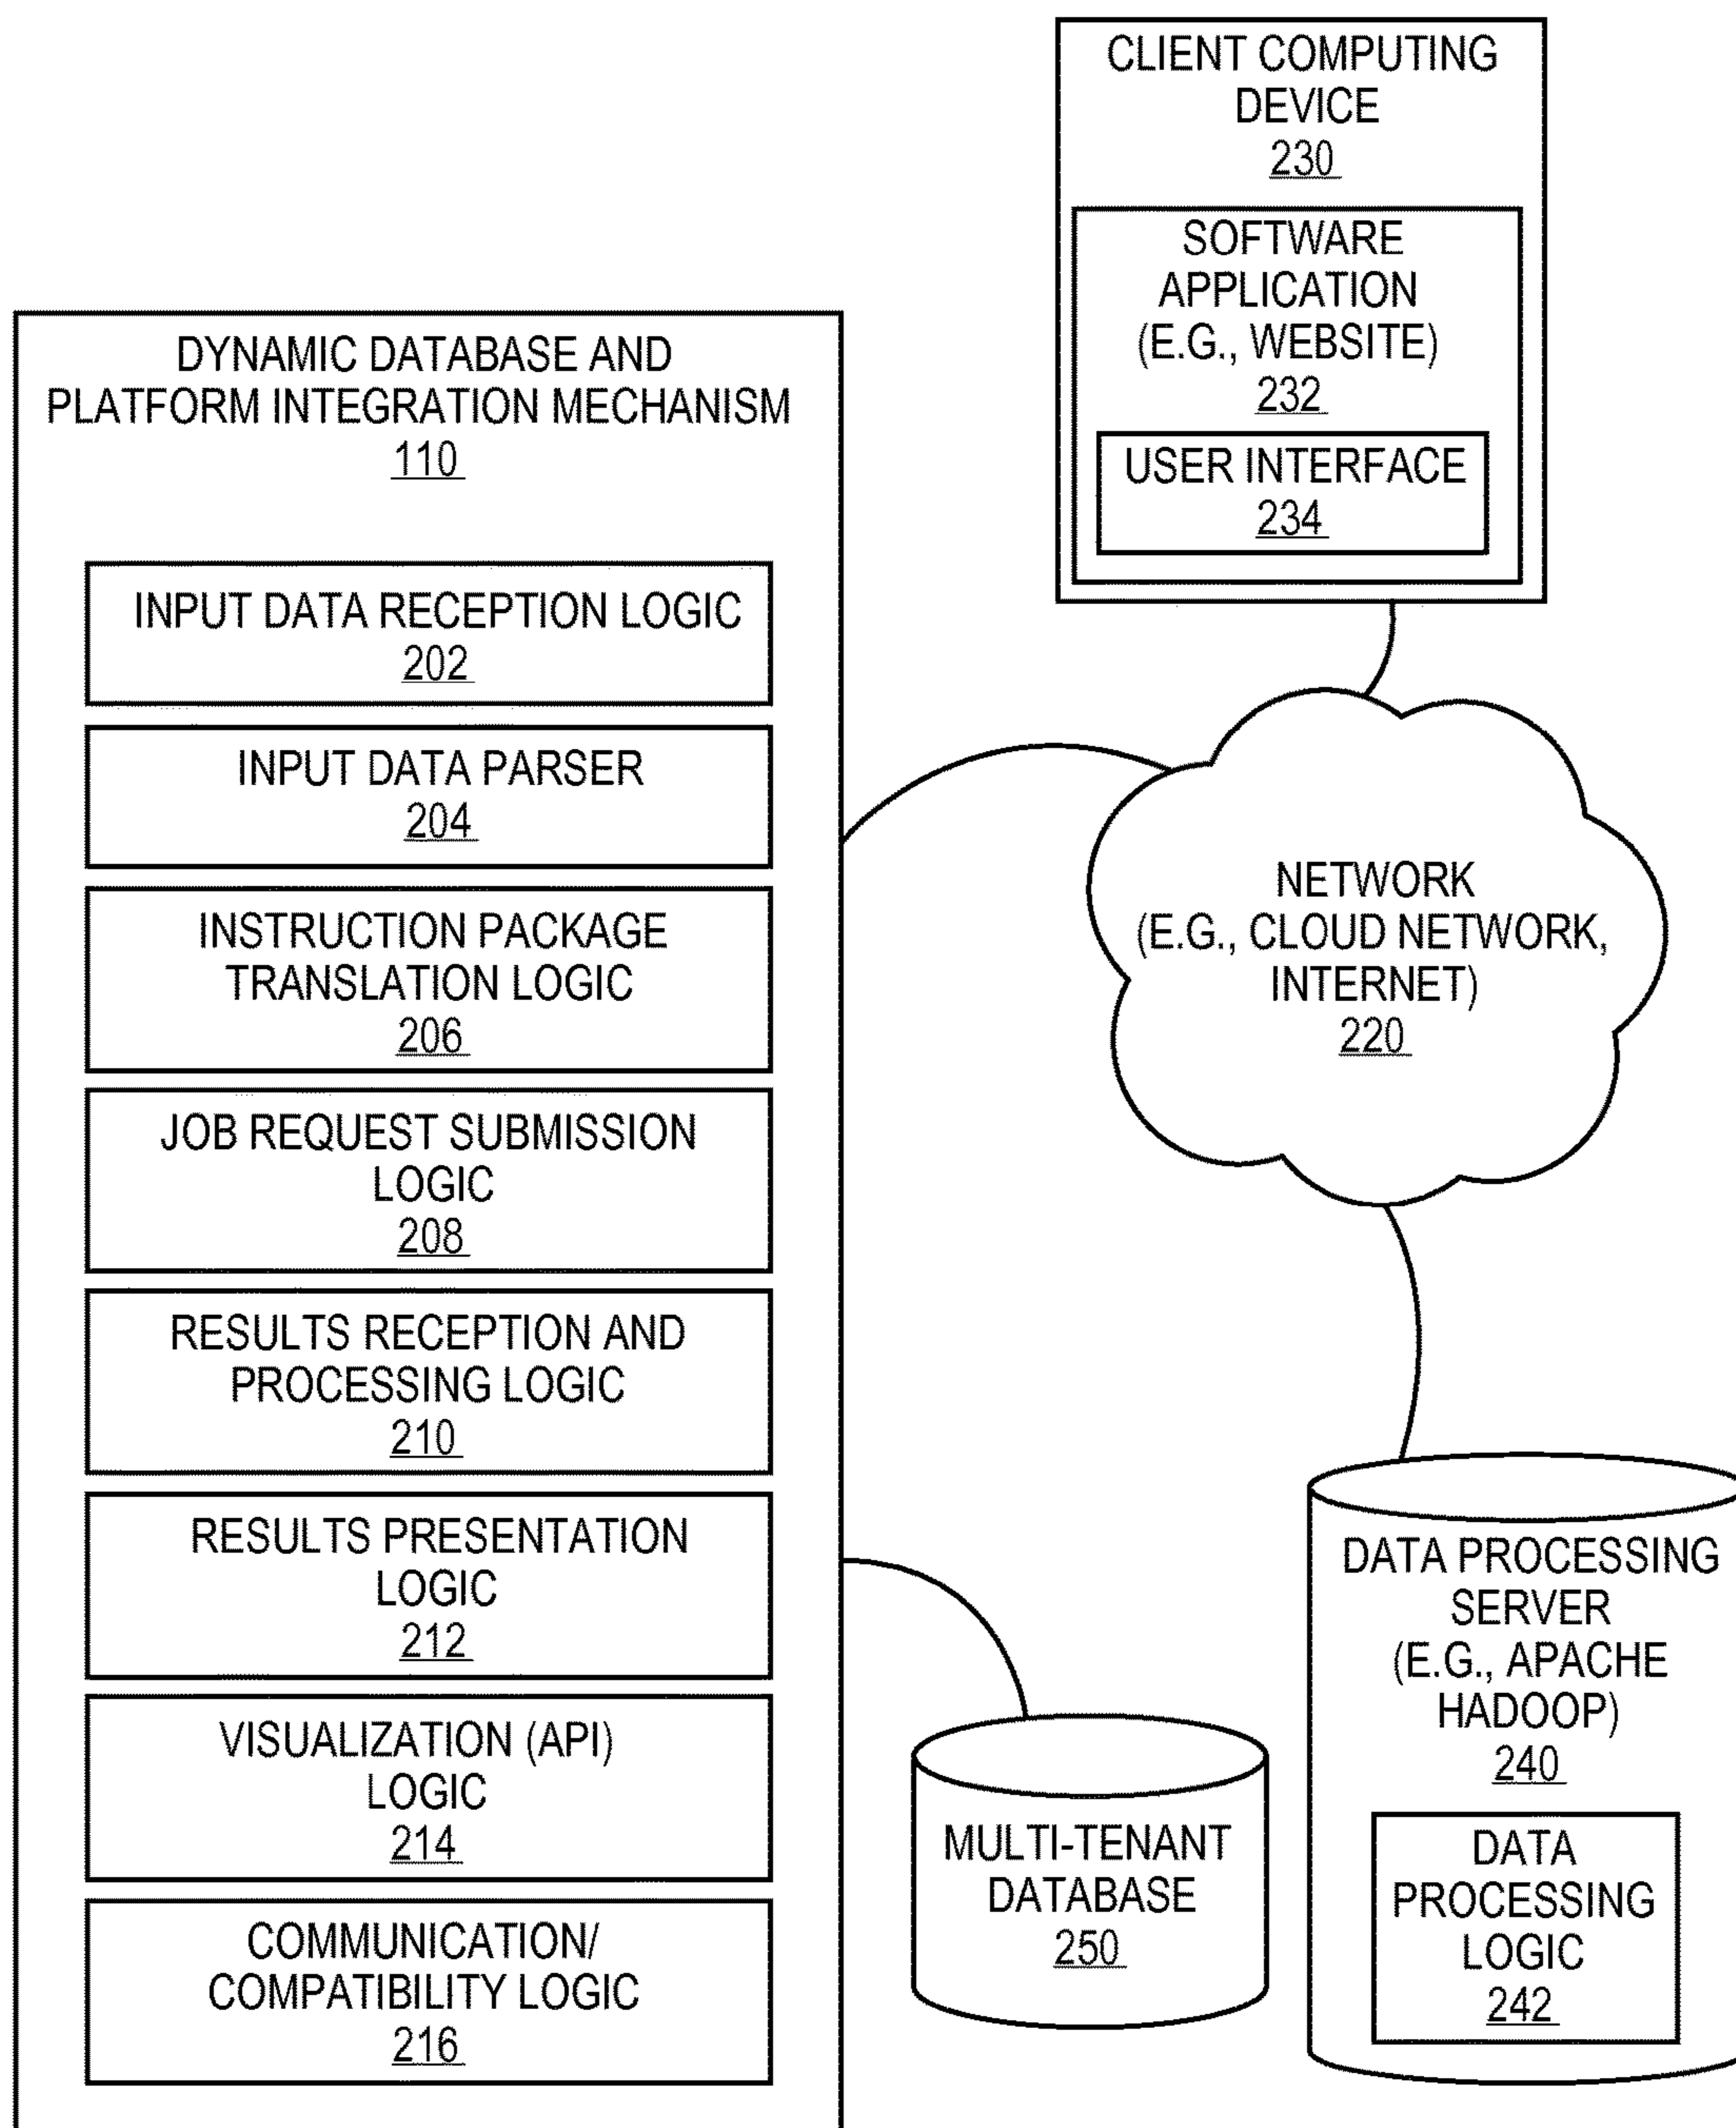 CLIENT COMPUTING
DEVICE
230
SOFTWARE
APPLICATION
(E.G., WEBSITE)
232
USER INTERFACE
234
DYNAMIC DATABASE AND
PLATFORM INTEGRATION MECHANISM
110
INPUT DATA RECEPTION LOGIC
202
INPUT DATA PARSER
204
INSTRUCTION PACKAGE
TRANSLATION LOGIC
206
JOB REQUEST SUBMISSION
LOGIC
208
RESULTS RECEPTION AND
PROCESSING LOGIC
210
RESULTS PRESENTATION
LOGIC
212
VISUALIZATION (API)
LOGIC
214
COMMUNICATION/
COMPATIBILITY LOGIC
216
NETWORK
(E.G., CLOUD NETWORK,
INTERNET)
220
MULTI-TENANT
DATABASE
250
DATA PROCESSING
SERVER
(E.G., APACHE
HADOOP)
240
DATA
PROCESSING
LOGIC
242